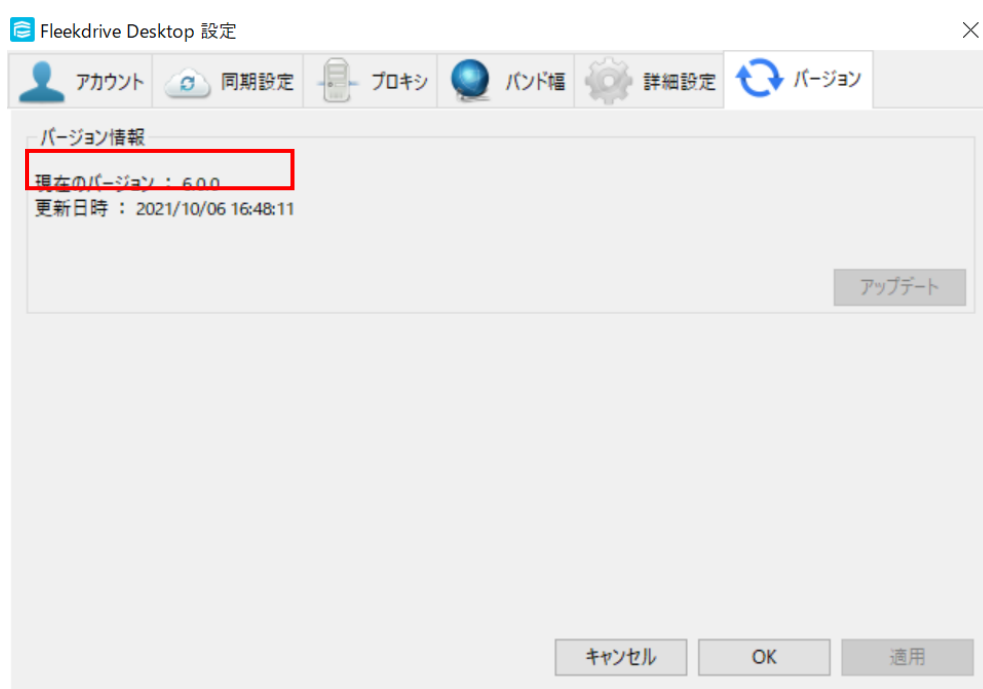 Fleekdrive Desktop 設定
アカウント 同期設定 プロキシ バンド幅 詳細設定 バージョン
バージョン情報
現在のバージョン : 6.0.0
更新日時 : 2021/10/06 16:48:11
アップデート
キャンセル OK 適用